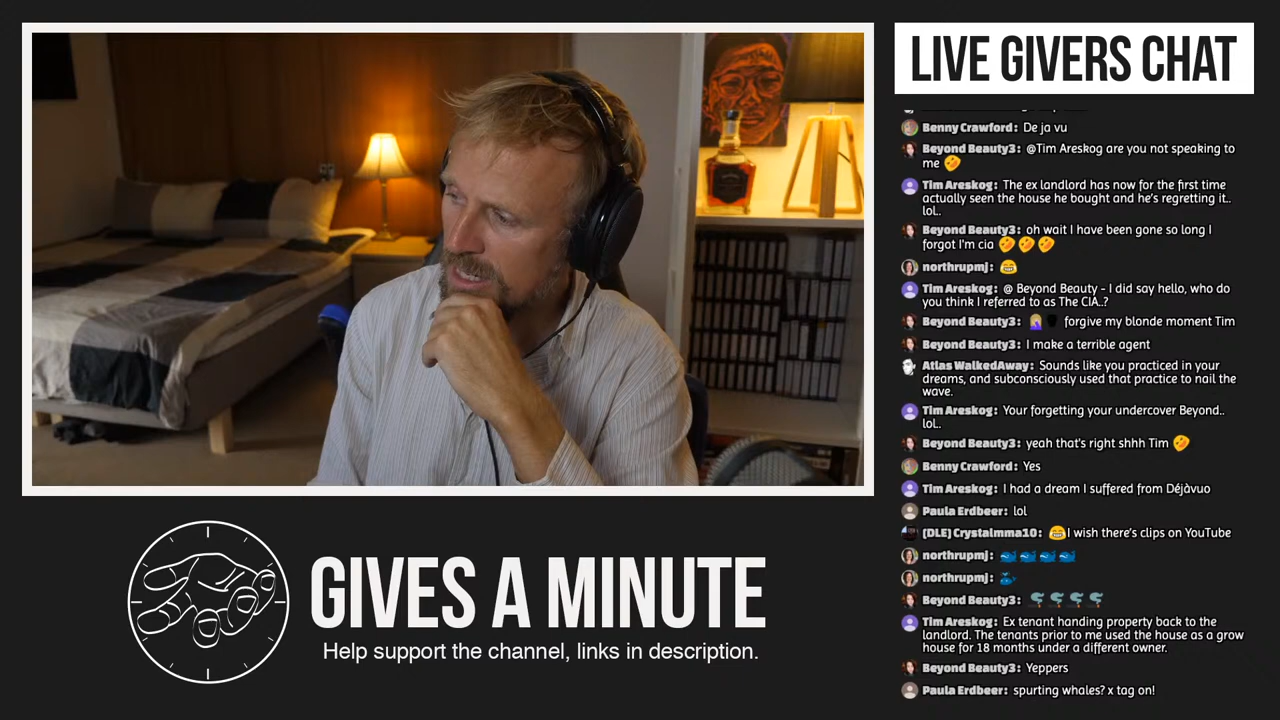 LIVE GIVERS CHAT
Benny Crawford: De ja vu
Beyond Beauty3: @Tim Areskog are you not speaking to
me 🤣
Tim Areskog: The ex landlord has now for the first time
actually seen the house he bought and he's regretting it..
lol..
Beyond Beauty3: oh wait I have been gone so long I
forgot I'm cia 🤣🤣🤣
northrupmj: 😂
Tim Areskog: @ Beyond Beauty - I did say hello, who do
you think I referred to as The CIA..?
Beyond Beauty3: forgive my blonde moment Tim
Beyond Beauty3: I make a terrible agent
Atlas WalkedAway: Sounds like you practiced in your
dreams, and subconsciously used that practice to nail the
wave.
Tim Areskog: Your forgetting your undercover Beyond..
lol..
Beyond Beauty3: yeah that's right shhh Tim 🤣
Benny Crawford: Yes
Tim Areskog: I had a dream I suffered from Déjàvuo
Paula Erdbeer: lol
(DLE) Crystalmma10: 😂I wish there's clips on YouTube
northrupmj: 🐳🐳🐳🐳
northrupmj:
Beyond Beauty3:
Tim Areskog: Ex tenant handing property back to the
landlord. The tenants prior to me used the house as a grow
house for 18 months under a different owner.
Beyond Beauty3: Yeppers
Paula Erdbeer: spurting whales? x tag on!
GIVES A MINUTE
Help support the channel, links in description.